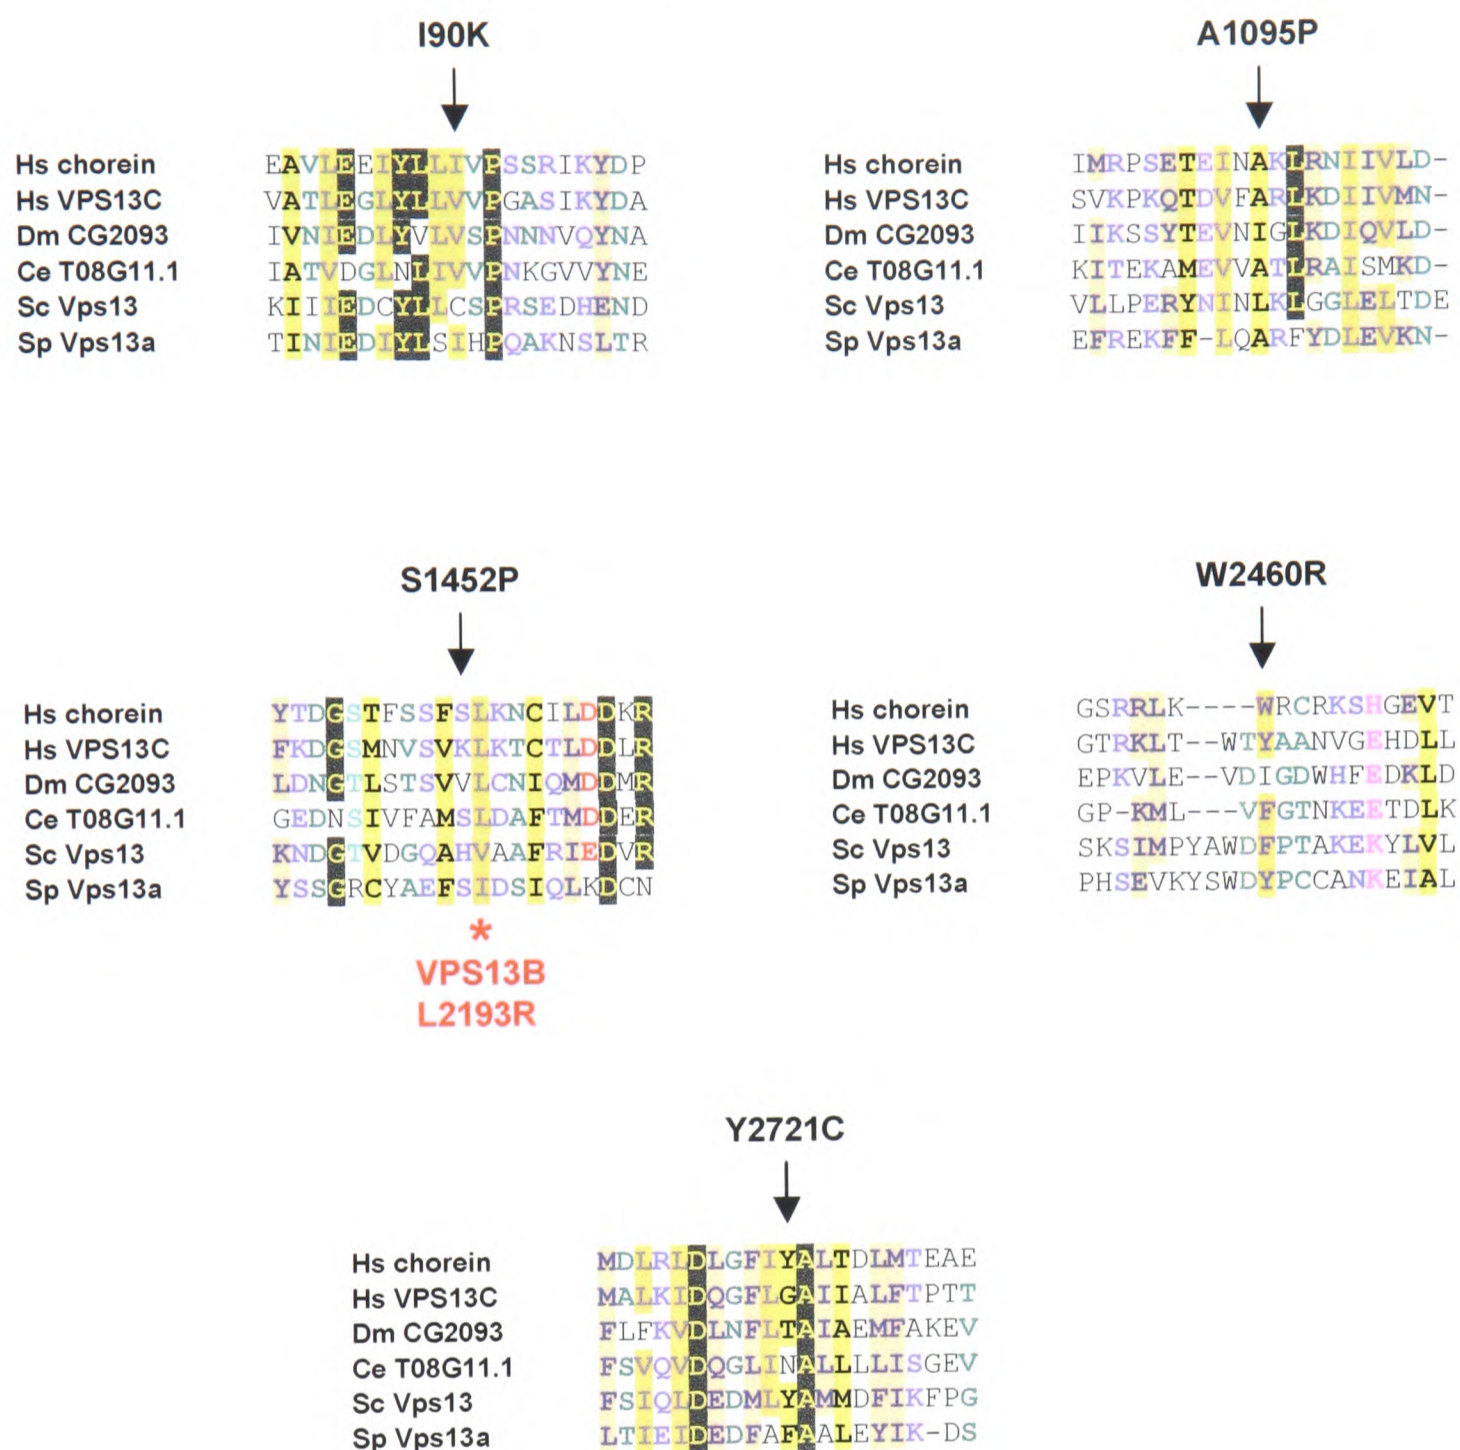 I90K
Hs chorein EAVLEEIYLLIVPSSRIKYDP
Hs VPS13C VATLEGLYLLVVPGASIKYDA
Dm CG2093 IVNIEDLYVLVSPNNNVQYNA
Ce T08G11.1 IATVDGLNLIVVPNKGVVYNE
Sc Vps13 KIIIEDCYLLCSPRSEDHEND
Sp Vps13a TINIEDIYLSIHPQAKNSLTR
A1095P
Hs chorein IMRPSETEINAKLRNIIVLD-
Hs VPS13C SVKPKQTDVFARLKDIIVMN-
Dm CG2093 IIKSSYTEVNIGLKDIQVLD-
Ce T08G11.1 KITEKAMEVVATLRAISMKD-
Sc Vps13 VLLPERYNINLKLGGLELTDE
Sp Vps13a EFREKFF-LQARFYDLEVKN-
S1452P
Hs chorein YTDGSTFSSFSLKNCILDDKR
Hs VPS13C FKDGSMNVSVKLKTCTLDDLR
Dm CG2093 LDNGTLSTSVVLCNIQMDDMR
Ce T08G11.1 GEDNSIVFAMSLDAFTMDDER
Sc Vps13 KNDGTVDGQAHVAAFRIEDVR
Sp Vps13a YSSGRCYAEFSIDSIQLKDCN
*
VPS13B
L2193R
W2460R
Hs chorein GSRRLK----WRCRKSHGEVT
Hs VPS13C GTRKLT--WTYAANVGEHDLL
Dm CG2093 EPKVLE--VDIGDWHFEDKLD
Ce T08G11.1 GP-KML---VFGTNKEETDLK
Sc Vps13 SKSIMPYAWDFPTAKEKYLVL
Sp Vps13a PHSEVKYSWDYPCCANKEIAL
Y2721C
Hs chorein MDLRLDLGFIYALTDLMTEAE
Hs VPS13C MALKIDQGFLGAIIALFTPTT
Dm CG2093 FLFKVDLNFLTAIAEMFAKEV
Ce T08G11.1 FSVQVDQGLINALLLLISGEV
Sc Vps13 FSIQLDEDMLYAMMDFIKFPG
Sp Vps13a LTIEIDEDFAFAALEYIK-DS